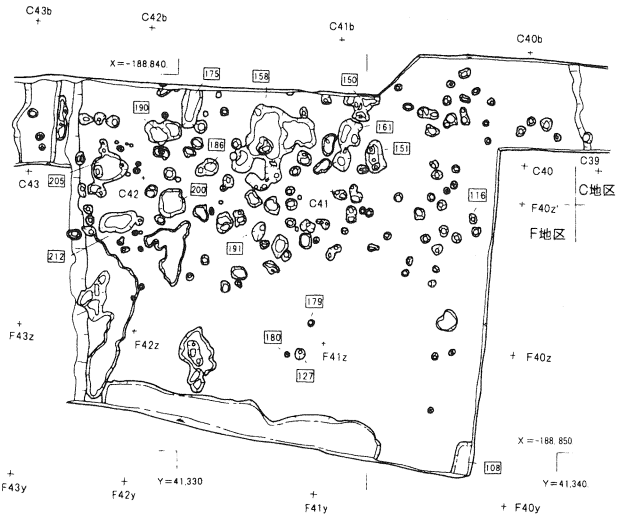 C43b
C42b
C41b
C40b
X=-188.840.
175
158
150
190
161
186
151
205
C43
C42
200
C41
116
C40
C39
F40z'
C地区
F地区
191
212
179
F43z
F42z
180
F41z
F40z
127
X=-188.850
108
Y=41.330
Y=41.340.
F43y
F42y
F41y
F40y